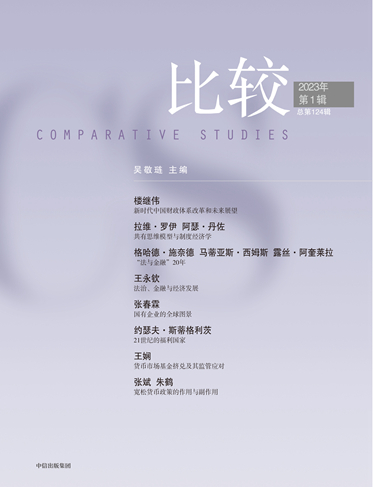 比较
2023年
第1辑
总第124辑
COMPARATIVE STUDIES
吴敬琏 主编
楼继伟
新时代中国财政体系改革和未来展望
拉维·罗伊 阿瑟·丹佐
共有思维模型与制度经济学
格哈德·施奈德 马蒂亚斯·西姆斯 露丝·阿奎莱拉
“法与金融”20年
王永钦
法治、金融与经济发展
张春霖
国有企业的全球图景
约瑟夫·斯蒂格利茨
21世纪的福利国家
王娴
货币市场基金挤兑及其监管应对
张斌 朱鹤
宽松货币政策的作用与副作用
中信出版集团